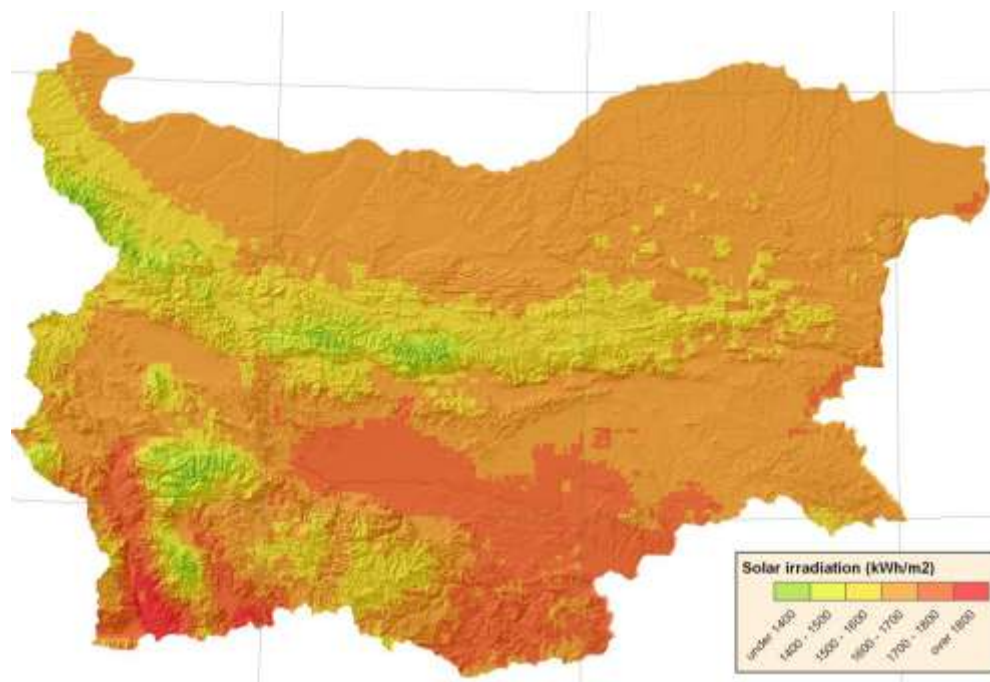 Solar irradiation (kWh/m2)
under 1400
1400 - 1500
1500 - 1600
1600 - 1700
1700 - 1800
over 1800